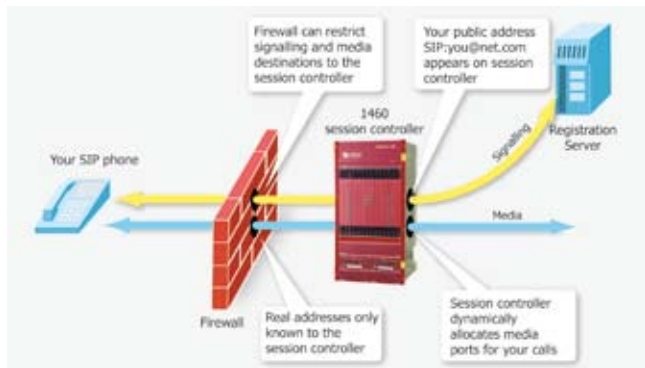 Firewall can restrict
signalling and media
destinations to the
session controller
Your public address
SIP:you@net.com
appears on session
controller
1460
session controller
Your SIP phone
Signalling
Registration
Server
Media
Firewall
Real addresses only
known to the
session controller
Session controller
dynamically
allocates media
ports for your calls